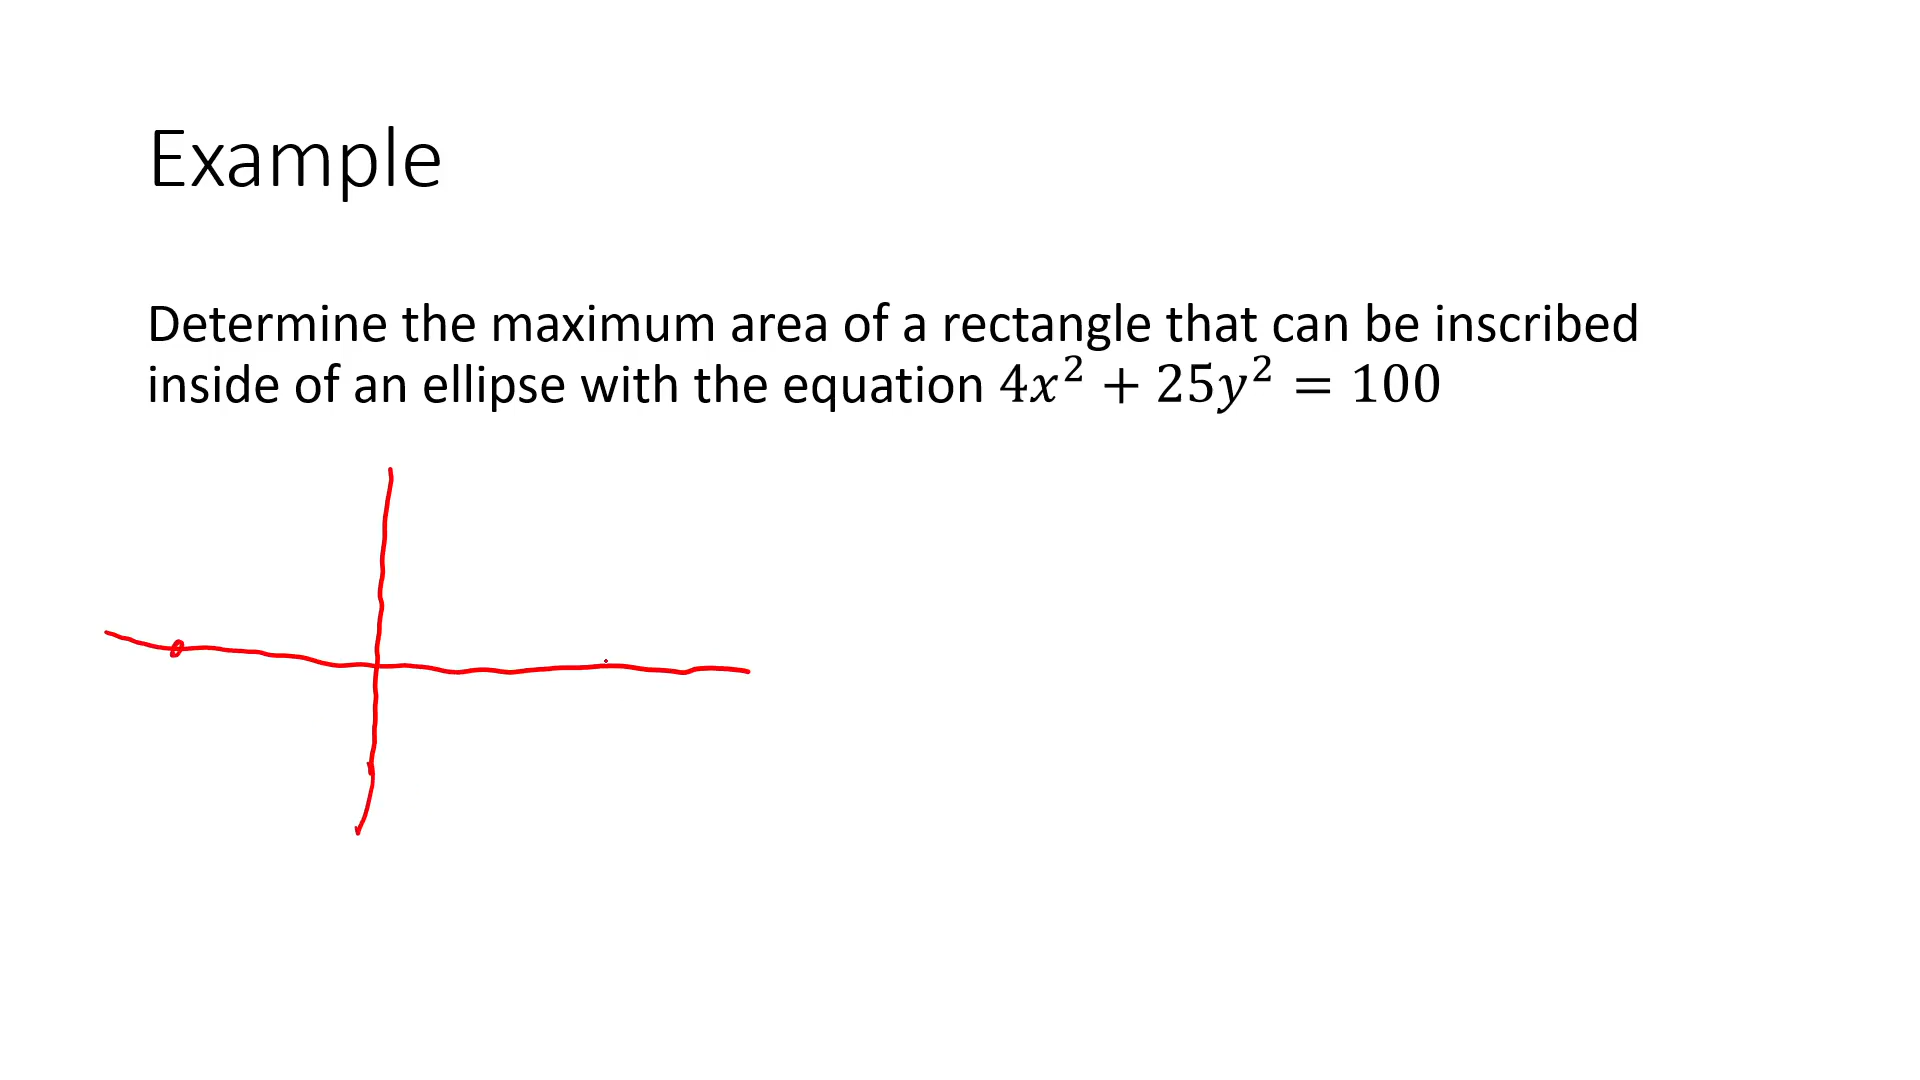 Example
Determine the maximum area of a rectangle that can be inscribed
inside of an ellipse with the equation 4x² + 25y² = 100